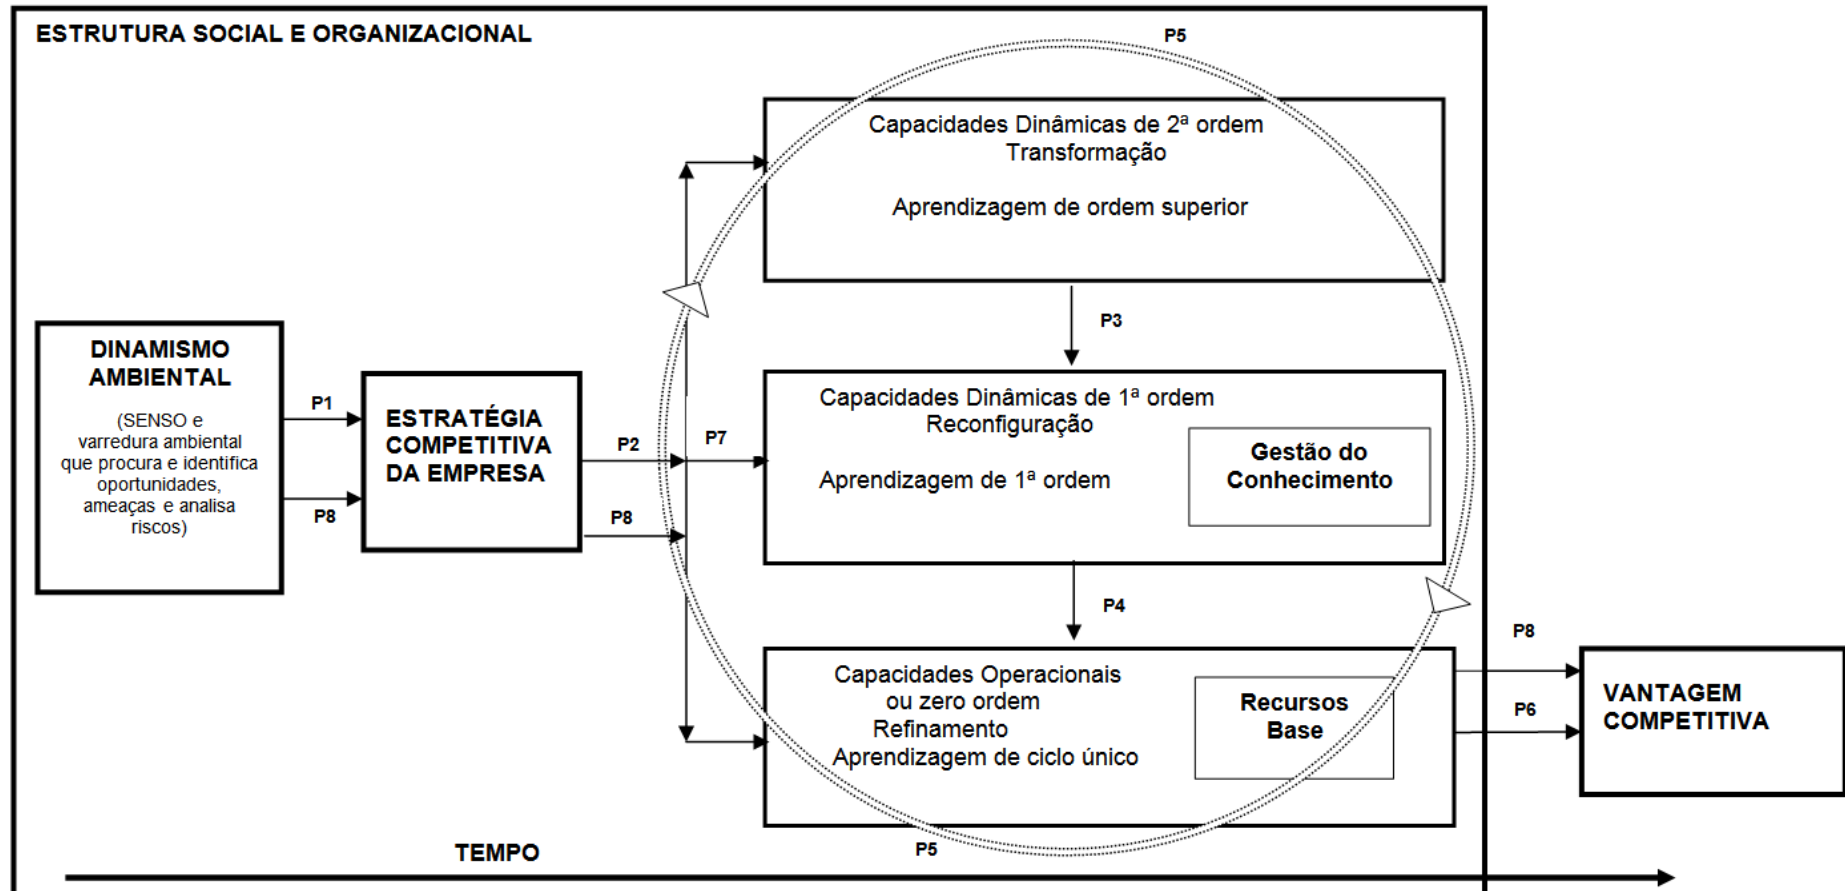 ESTRUTURA SOCIAL E ORGANIZACIONAL
P5
Capacidades Dinâmicas de 2ª ordem
Transformação
Aprendizagem de ordem superior
P3
DINAMISMO
AMBIENTAL
(SENSO e
varredura ambiental
que procura e identifica
oportunidades,
ameaças e analisa
riscos)
P1
P8
ESTRATÉGIA
COMPETITIVA
DA EMPRESA
P2
P7
P8
Capacidades Dinâmicas de 1ª ordem
Reconfiguração
Aprendizagem de 1ª ordem
Gestão do
Conhecimento
P4
Capacidades Operacionais
ou zero ordem
Refinamento
Aprendizagem de ciclo único
Recursos
Base
P8
P6
VANTAGEM
COMPETITIVA
P5
TEMPO